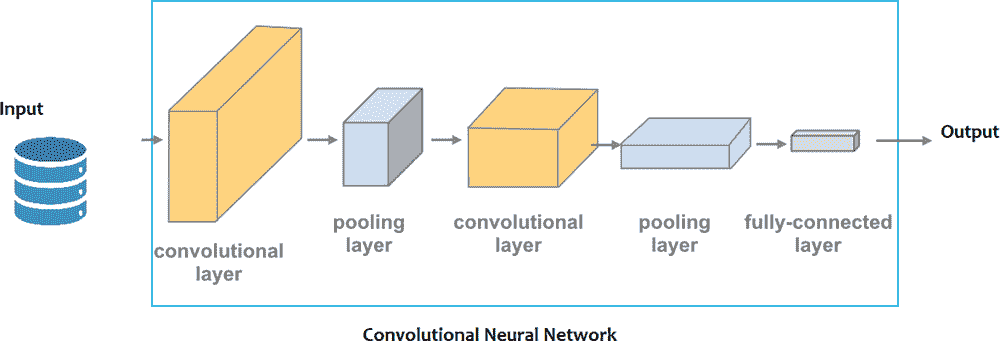 Input
convolutional
layer
pooling
layer
convolutional
layer
pooling
layer
fully-connected
layer
Output
Convolutional Neural Network